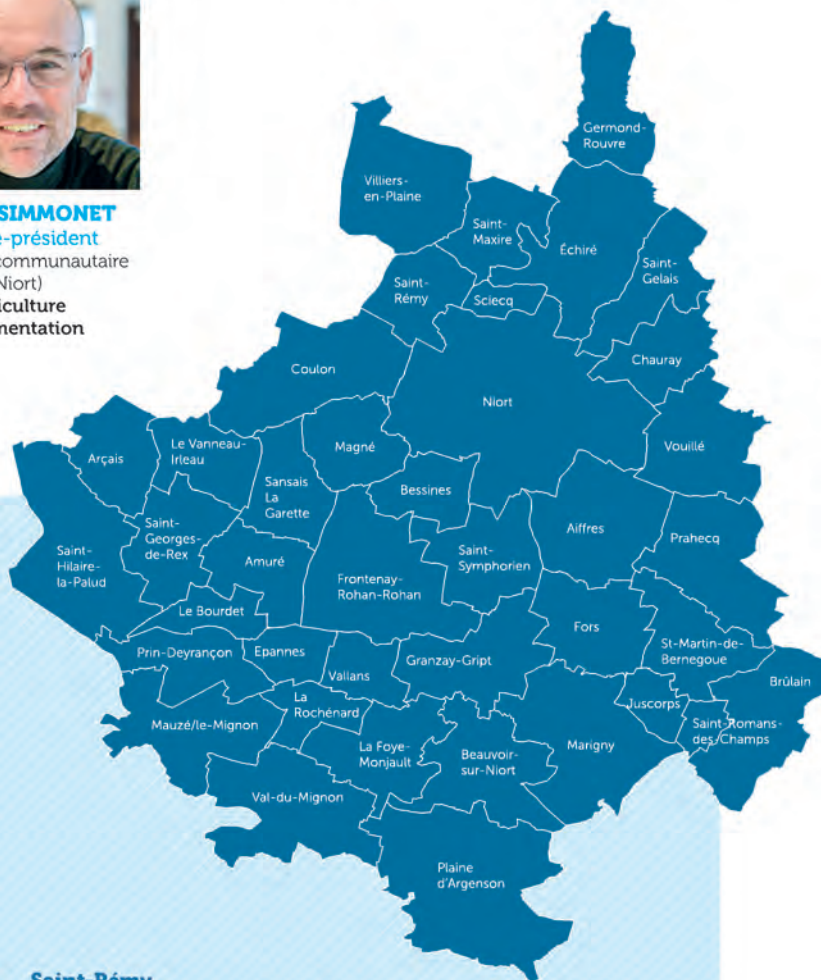 SIMMONET
-président
communautaire
Niort)
Germond-
Rouvre
Villiers-
en-Plaine
Saint-
Maxire
Échiré
Saint-
Gelais
Saint-
Rémy
Sciecq
Chauray
Coulon
Niort
Arçais
Le Vanneau-
Irleau
Magné
Vouillé
Sansais
La
Garette
Bessines
Saint-
Georges-
de-Rex
Aiffres
Prahecq
Saint-
Hilaire-
la-Palud
Amuré
Saint-
Symphorien
Frontenay-
Rohan-Rohan
Le Bourdet
Fors
Prin-Deyrançon
Epannes
Vallans
Granzay-Gript
St-Martin-de-
Bernegoue
Brûlain
La
Rochénard
Juscorps
Mauzé/le-Mignon
Saint-Romans-
des-Champs
La Foye-
Monjault
Beauvoir-
sur-Niort
Marigny
Val-du-Mignon
Plaine
d'Argenson